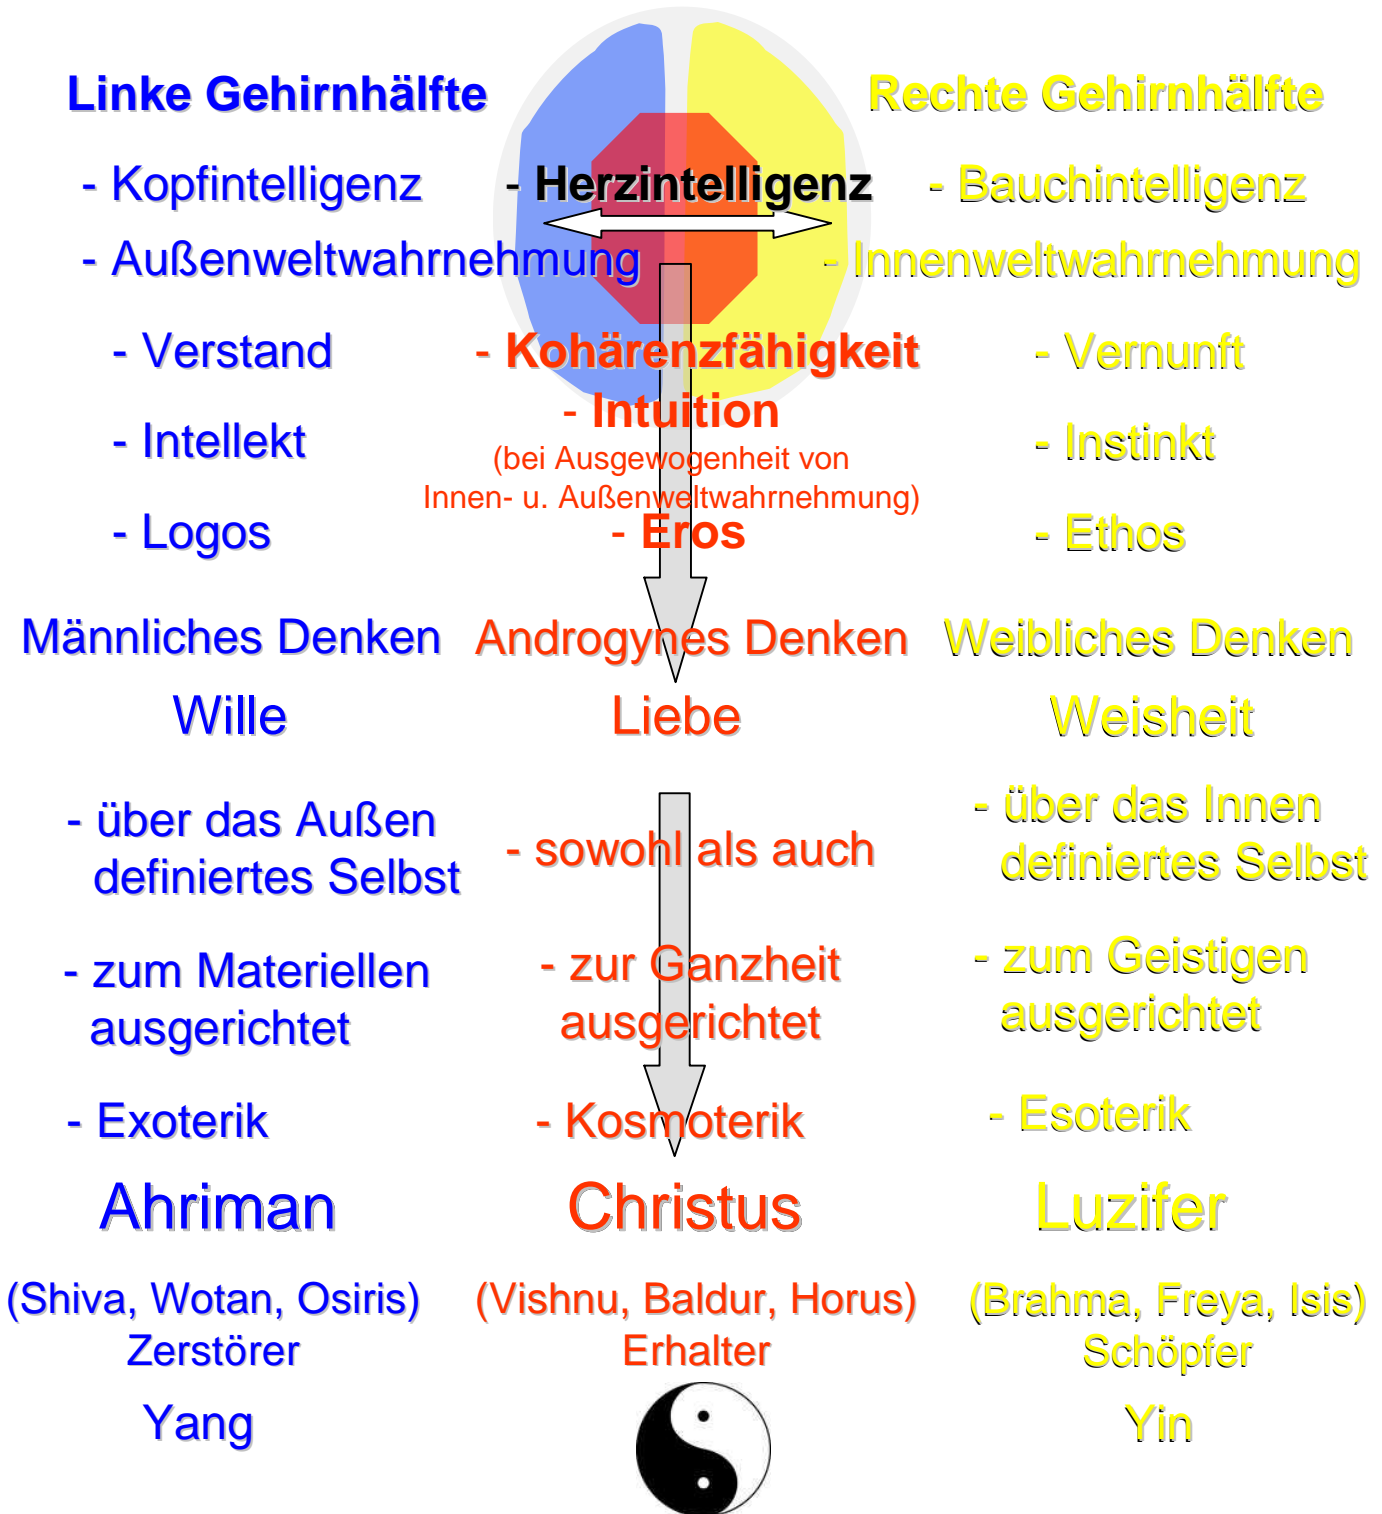 Linke Gehirnhälfte
Rechte Gehirnhälfte
- Kopfintelligenz
- Herzintelligenz
- Bauchintelligenz
- Außenweltwahrnehmung
- Innenweltwahrnehmung
- Verstand
- Kohärenzfähigkeit
- Vernunft
- Intuition
- Intellekt
(bei Ausgewogenheit von
Innen- u. Außenweltwahrnehmung)
- Instinkt
- Logos
- Eros
- Ethos
Männliches Denken
Androgynes Denken
Weibliches Denken
Wille
Liebe
Weisheit
- über das Außen
definiertes Selbst
- sowohl als auch
- über das Innen
definiertes Selbst
- zum Materiellen
ausgerichtet
- zur Ganzheit
ausgerichtet
- zum Geistigen
ausgerichtet
- Exoterik
- Kosmoterik
- Esoterik
Ahriman
Christus
Luzifer
(Shiva, Wotan, Osiris)
(Vishnu, Baldur, Horus)
(Brahma, Freya, Isis)
Zerstörer
Erhalter
Schöpfer
Yang
Yin